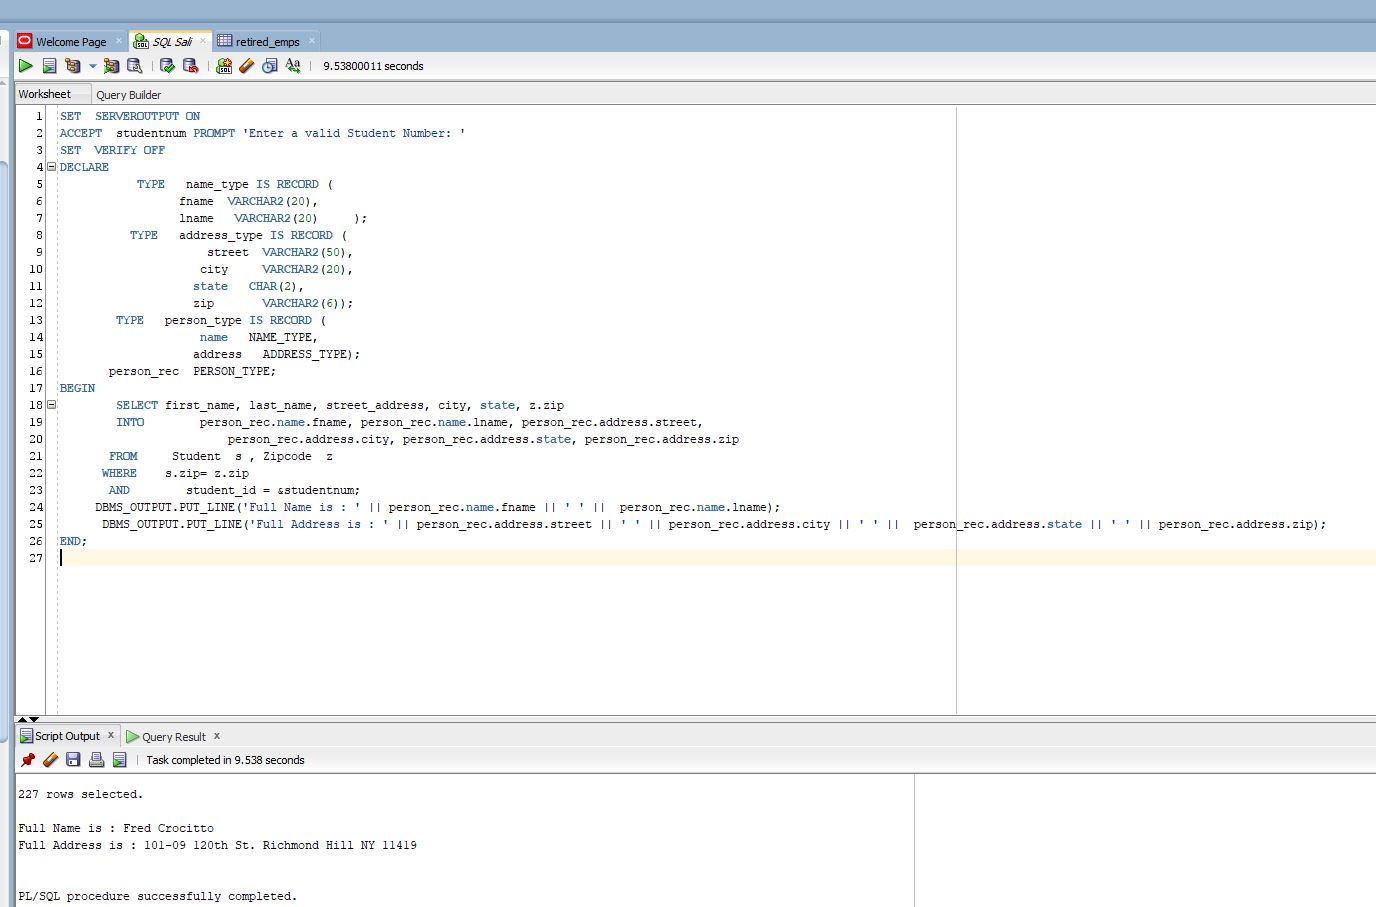 Welcome Page
SQL Sali
retired_emps
9.53800011 seconds
Worksheet
Query Builder
1 SET SERVEROUTPUT ON
2 ACCEPT studentnum PROMPT 'Enter a valid Student Number: '
3 SET VERIFY OFF
4 DECLARE
5 TYPE name_type IS RECORD (
6 fname VARCHAR2(20),
7 lname VARCHAR2(20) );
8 TYPE address_type IS RECORD (
9 street VARCHAR2(50),
10 city VARCHAR2(20),
11 state CHAR(2),
12 zip VARCHAR2(6));
13 TYPE person_type IS RECORD (
14 name NAME_TYPE,
15 address ADDRESS_TYPE);
16 person_rec PERSON_TYPE;
17 BEGIN
18 SELECT first_name, last_name, street_address, city, state, z.zip
19 INTO person_rec.name.fname, person_rec.name.lname, person_rec.address.street,
20 person_rec.address.city, person_rec.address.state, person_rec.address.zip
21 FROM Student s , Zipcode z
22 WHERE s.zip= z.zip
23 AND student_id = &studentnum;
24 DBMS_OUTPUT.PUT_LINE('Full Name is : ' || person_rec.name.fname || ' ' || person_rec.name.lname);
25 DBMS_OUTPUT.PUT_LINE('Full Address is : ' || person_rec.address.street || ' ' || person_rec.address.city || ' ' || person_rec.address.state || ' ' || person_rec.address.zip);
26 END;
27
Script Output x
Query Result x
Task completed in 9.538 seconds
227 rows selected.
Full Name is : Fred Crocitto
Full Address is : 101-09 120th St. Richmond Hill NY 11419
PL/SQL procedure successfully completed.